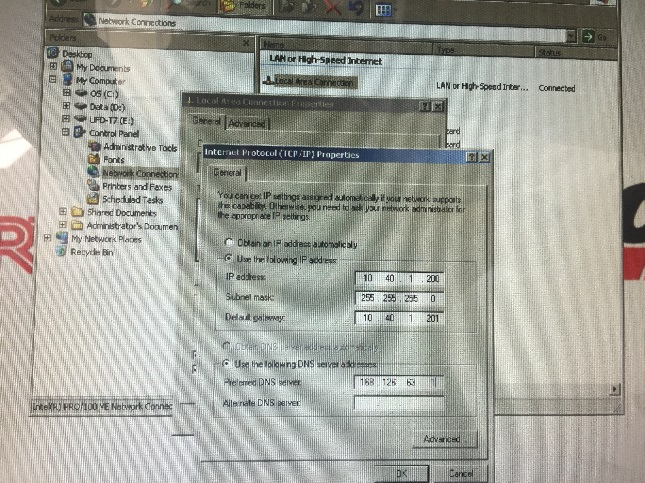 Folders
Address Network Connections Go
Folders
Name Type Status
Desktop
My Documents
My Computer
OS (C:)
Data (D:)
UFD-T7 (E:)
Control Panel
Administrative Tools
Fonts
Network Connection
Printers and Faxes
Scheduled Tasks
Shared Documents
Administrator's Documen
My Network Places
Recycle Bin
LAN or High-Speed Internet
Local Area Connection LAN or High-Speed Inter... Connected
Local Area Connection Properties
General Advanced
Internet Protocol (TCP/IP) Properties
General
You can get IP settings assigned automatically if your network supports
this capability. Otherwise, you need to ask your network administrator for
the appropriate IP settings.
Obtain an IP address automatically
Use the following IP address:
IP address: 10 . 40 . 1 . 200
Subnet mask: 255 . 255 . 255 . 0
Default gateway: 10 . 40 . 1 . 201
Obtain DNS server address automatically
Use the following DNS server addresses:
Preferred DNS server: 168 . 126 . 63 .
Alternate DNS server:
Advanced...
OK Cancel
Intel(R) PRO/100 VE Network Connec